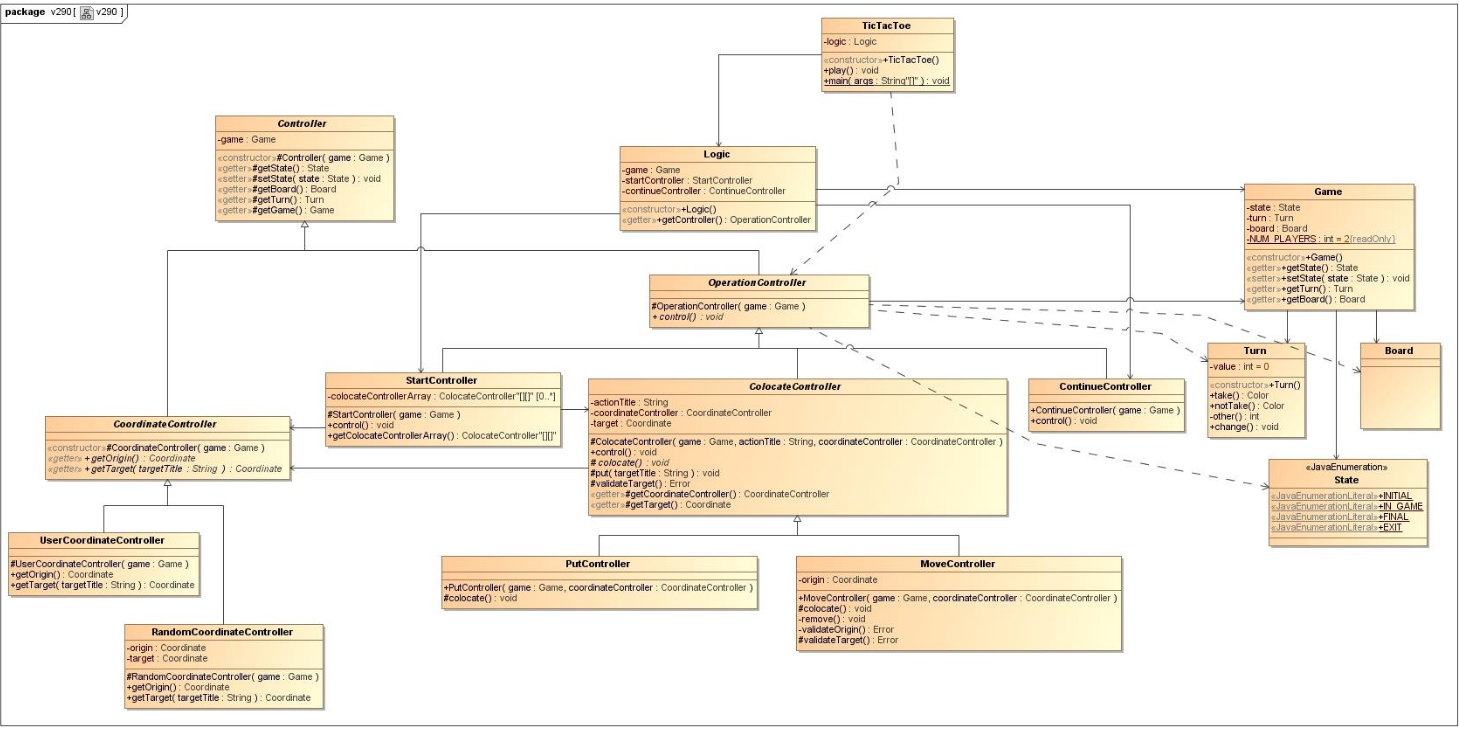 package v290[ v290 ]
TicTacToe
-logic : Logic
«constructor»+TicTacToe()
+play() : void
+main( args : String"[]" ) : void
Controller
-game : Game
«constructor»#Controller( game : Game )
«getter»#getState() : State
«setter»#setState( state : State ) : void
«getter»#getBoard() : Board
«getter»#getTurn() : Turn
«getter»#getGame() : Game
Logic
-game : Game
-startController : StartController
-continueController : ContinueController
«constructor»+Logic()
«getter»+getController() : OperationController
Game
-state : State
-turn : Turn
-board : Board
-NUM_PLAYERS : int = 2{readOnly}
«constructor»+Game()
«getter»+getState() : State
«setter»+setState( state : State ) : void
«getter»+getTurn() : Turn
«getter»+getBoard() : Board
OperationController
#OperationController( game : Game )
+ control() : void
Turn
-value : int = 0
«constructor»+Turn()
+take() : Color
+notTake() : Color
-other() : int
+change() : void
Board
StartController
-colocateControllerArray : ColocateController"[][]" [0..*]
#StartController( game : Game )
+control() : void
+getColocateControllerArray() : ColocateController"[][]"
ColocateController
-actionTitle : String
-coordinateController : CoordinateController
-target : Coordinate
#ColocateController( game : Game, actionTitle : String, coordinateController : CoordinateController )
+control() : void
# colocate() : void
#put( targetTitle : String ) : void
#validateTarget() : Error
«getter»#getCoordinateController() : CoordinateController
«getter»#getTarget() : Coordinate
ContinueController
+ContinueController( game : Game )
+control() : void
CoordinateController
«constructor»#CoordinateController( game : Game )
«getter» + getOrigin() : Coordinate
«getter» + getTarget( targetTitle : String ) : Coordinate
«JavaEnumeration»
State
«JavaEnumerationLiteral»+INITIAL
«JavaEnumerationLiteral»+IN_GAME
«JavaEnumerationLiteral»+FINAL
«JavaEnumerationLiteral»+EXIT
UserCoordinateController
#UserCoordinateController( game : Game )
+getOrigin() : Coordinate
+getTarget( targetTitle : String ) : Coordinate
PutController
+PutController( game : Game, coordinateController : CoordinateController )
#colocate() : void
MoveController
-origin : Coordinate
+MoveController( game : Game, coordinateController : CoordinateController )
#colocate() : void
-remove() : void
-validateOrigin() : Error
#validateTarget() : Error
RandomCoordinateController
-origin : Coordinate
-target : Coordinate
#RandomCoordinateController( game : Game )
+getOrigin() : Coordinate
+getTarget( targetTitle : String ) : Coordinate